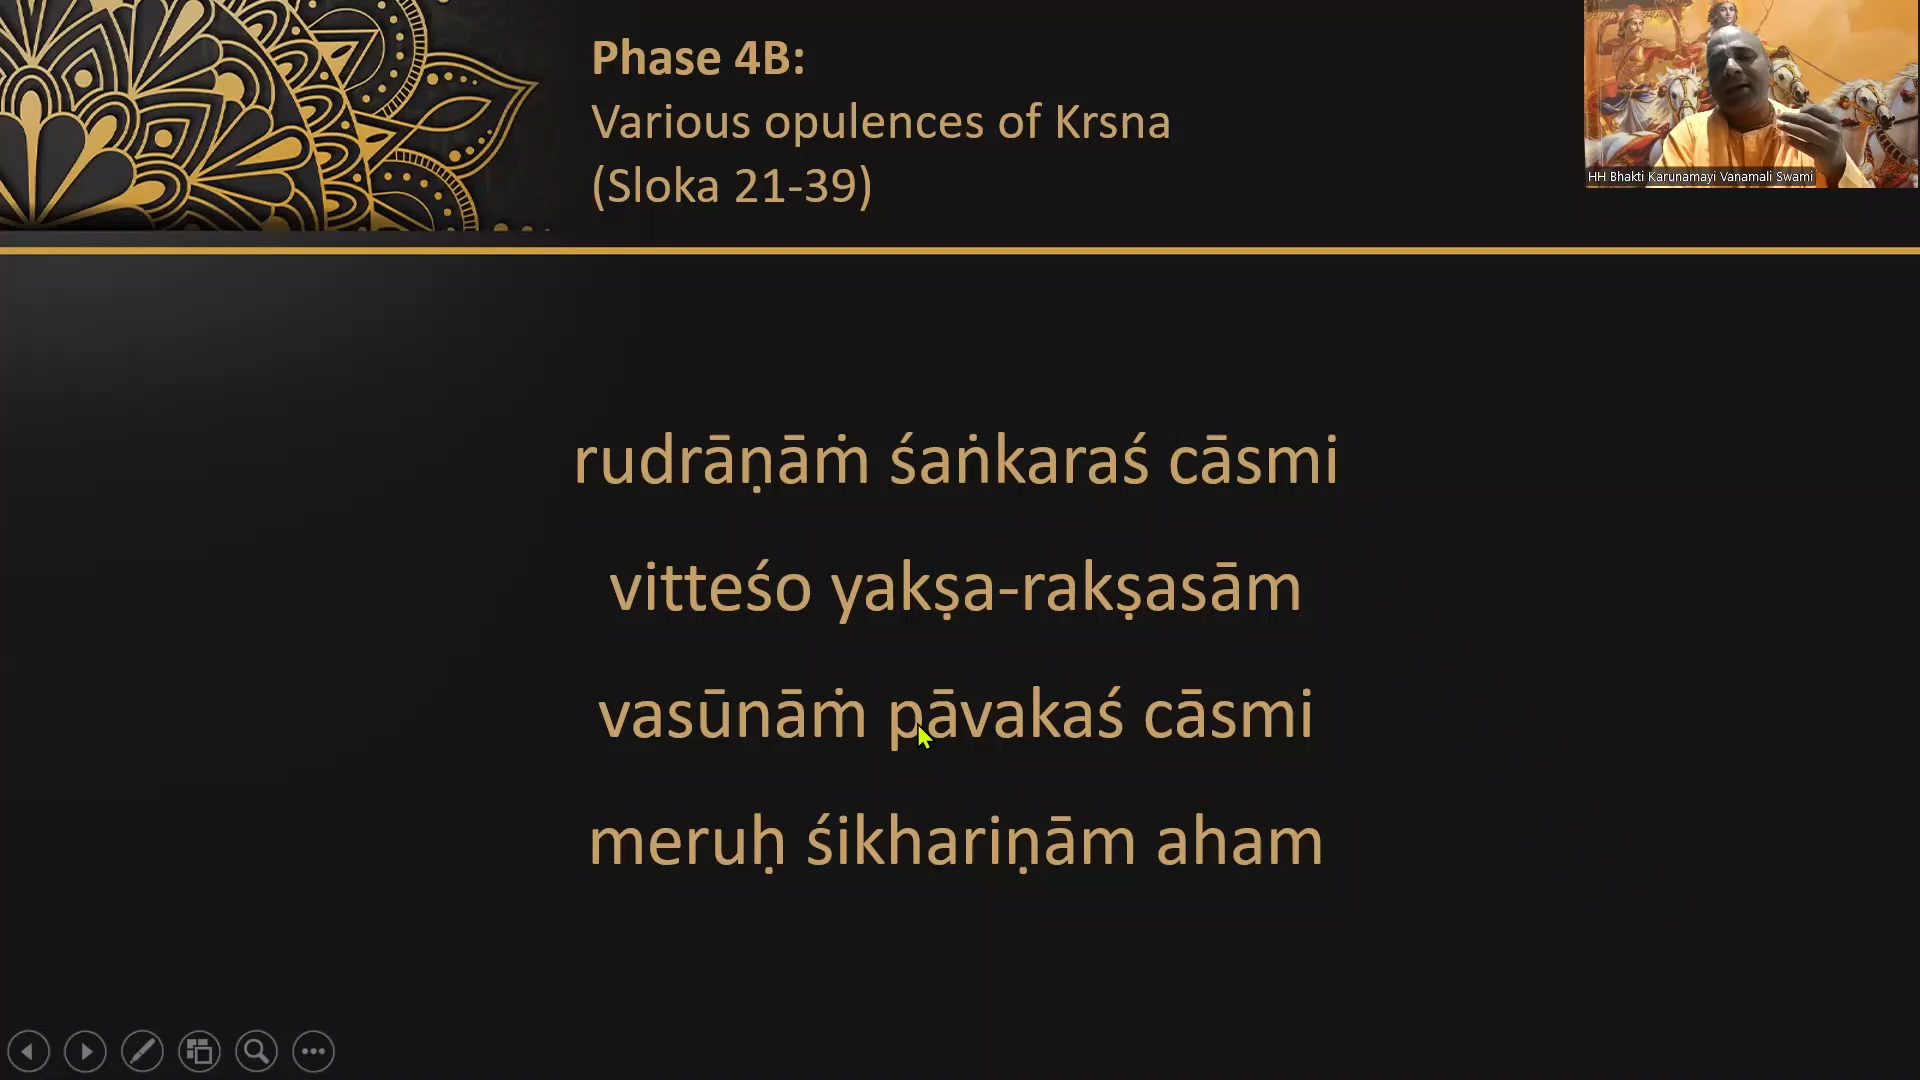 Phase 4B:
Various opulences of Krsna
(Sloka 21-39)
HH Bhakti Karunamayi Vanamali Swami
rudrāṇāṁ śaṅkaraś cāsmi
vitteśo yakṣa-rakṣasām
vasūnāṁ pāvakaś cāsmi
meruḥ śikhariṇām aham